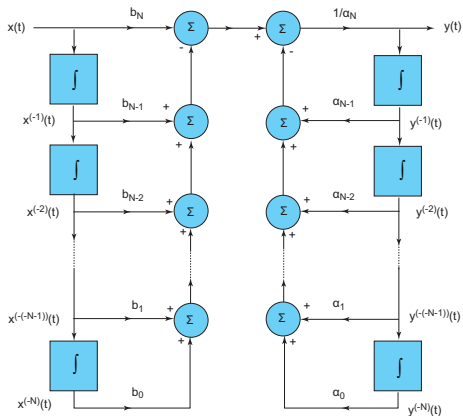 x(t) b_N Σ + Σ 1/α_N y(t)
- -
∫ ∫
x^(-1)(t) b_N-1 + Σ + Σ + α_N-1 y^(-1)(t)
+ +
∫ ∫
x^(-2)(t) b_N-2 + Σ + Σ + α_N-2 y^(-2)(t)
+ +
x^(-(-N-1))(t) b_1 + Σ Σ + α_1 y^(-(-N-1))(t)
+ +
∫ ∫
x^(-N)(t) b_0 α_0 y^(-N)(t)